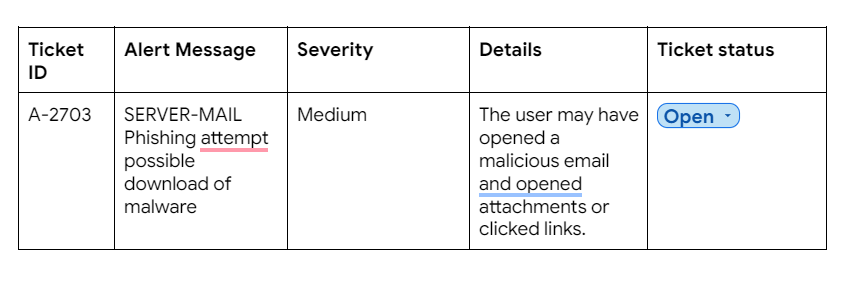 Ticket
ID
Alert Message
Severity
Details
Ticket status
A-2703
SERVER-MAIL
Phishing attempt
possible
download of
malware
Medium
The user may have
opened a
malicious email
and opened
attachments or
clicked links.
Open